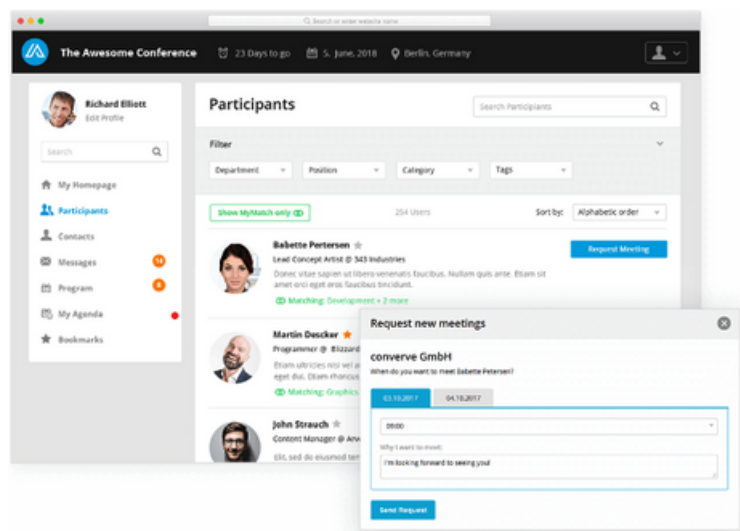 Search or enter website name
The Awesome Conference
23 Days to go
5. June, 2018
Berlin, Germany
Richard Elliott
Edit Profile
Search
My Homepage
Participants
Contacts
Messages
14
Program
My Agenda
Bookmarks
Participants
Search Participants
Filter
Department
Position
Category
Tags
Show MyMatch only
254 Users
Sort by:
Alphabetic order
Babette Pertersen
Lead Concept Artist @ 343 Industries
Donec vitae sapien ut libero venenatis faucibus. Nullam quis ante. Etiam sit
amet orci eget eros faucibus tincidunt.
Matching: Development + 2 more
Request Meeting
Martin Descker
Programmer @ Blizzard
Etiam ultricies nisi vel a
eget dui. Etiam rhoncus
Matching: Graphics
John Strauch
Content Manager @ Arv
Elit, sed do eiusmod ten
Request new meetings
converve GmbH
When do you want to meet Babette Petersen?
03.10.2017
04.10.2017
09:00
Why I want to meet:
I'm looking forward to seeing you!
Send Request